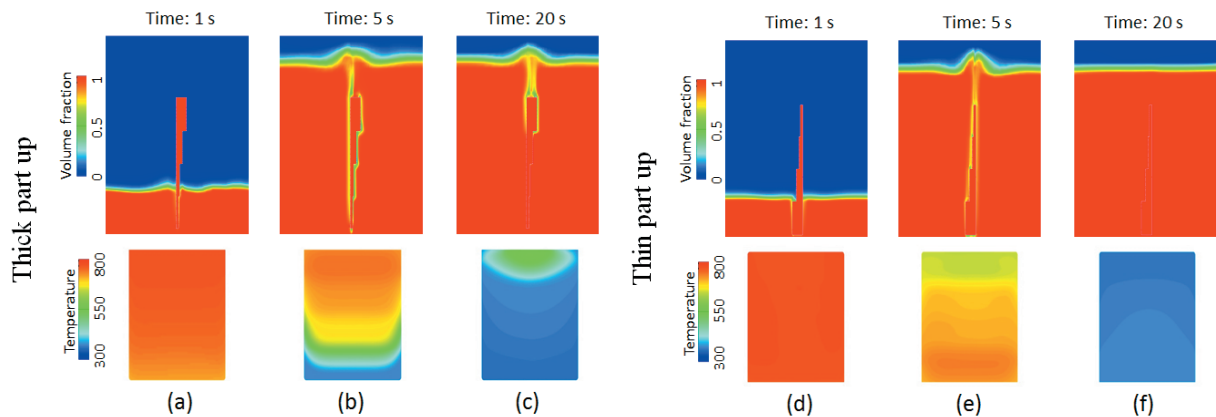 Time: 1 s
Time: 5 s
Time: 20 s
Thick part up
Volume fraction
1
0.5
0
Temperature
800
550
300
(a)
(b)
(c)
Time: 1 s
Time: 5 s
Time: 20 s
Thin part up
Volume fraction
1
0.5
0
Temperature
800
550
300
(d)
(e)
(f)